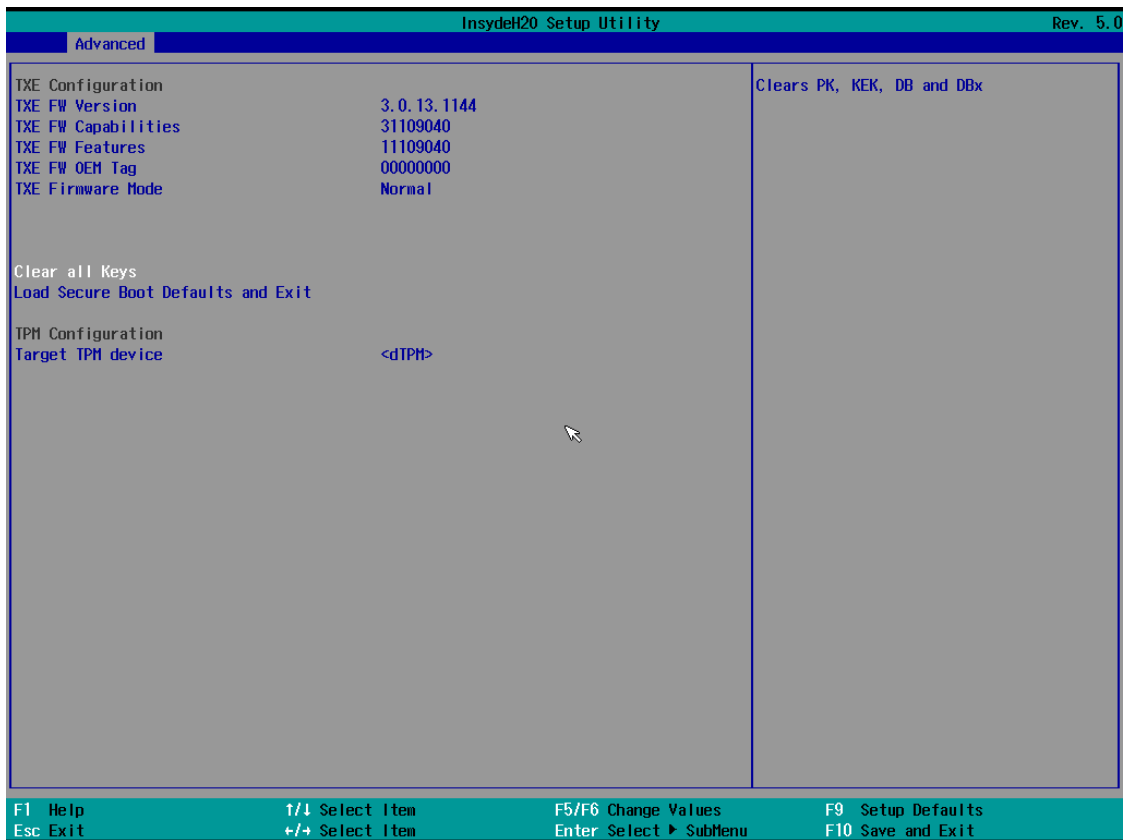 InsydeH2O Setup Utility Rev. 5.0
Advanced
TXE Configuration
TXE FW Version 3.0.13.1144
TXE FW Capabilities 31109040
TXE FW Features 11109040
TXE FW OEM Tag 00000000
TXE Firmware Mode Normal
Clear all Keys
Load Secure Boot Defaults and Exit
TPM Configuration
Target TPM device <dTPM>
Clears PK, KEK, DB and DBx
F1 Help ↑/↓ Select Item F5/F6 Change Values F9 Setup Defaults
Esc Exit ←/→ Select Item Enter Select ► SubMenu F10 Save and Exit